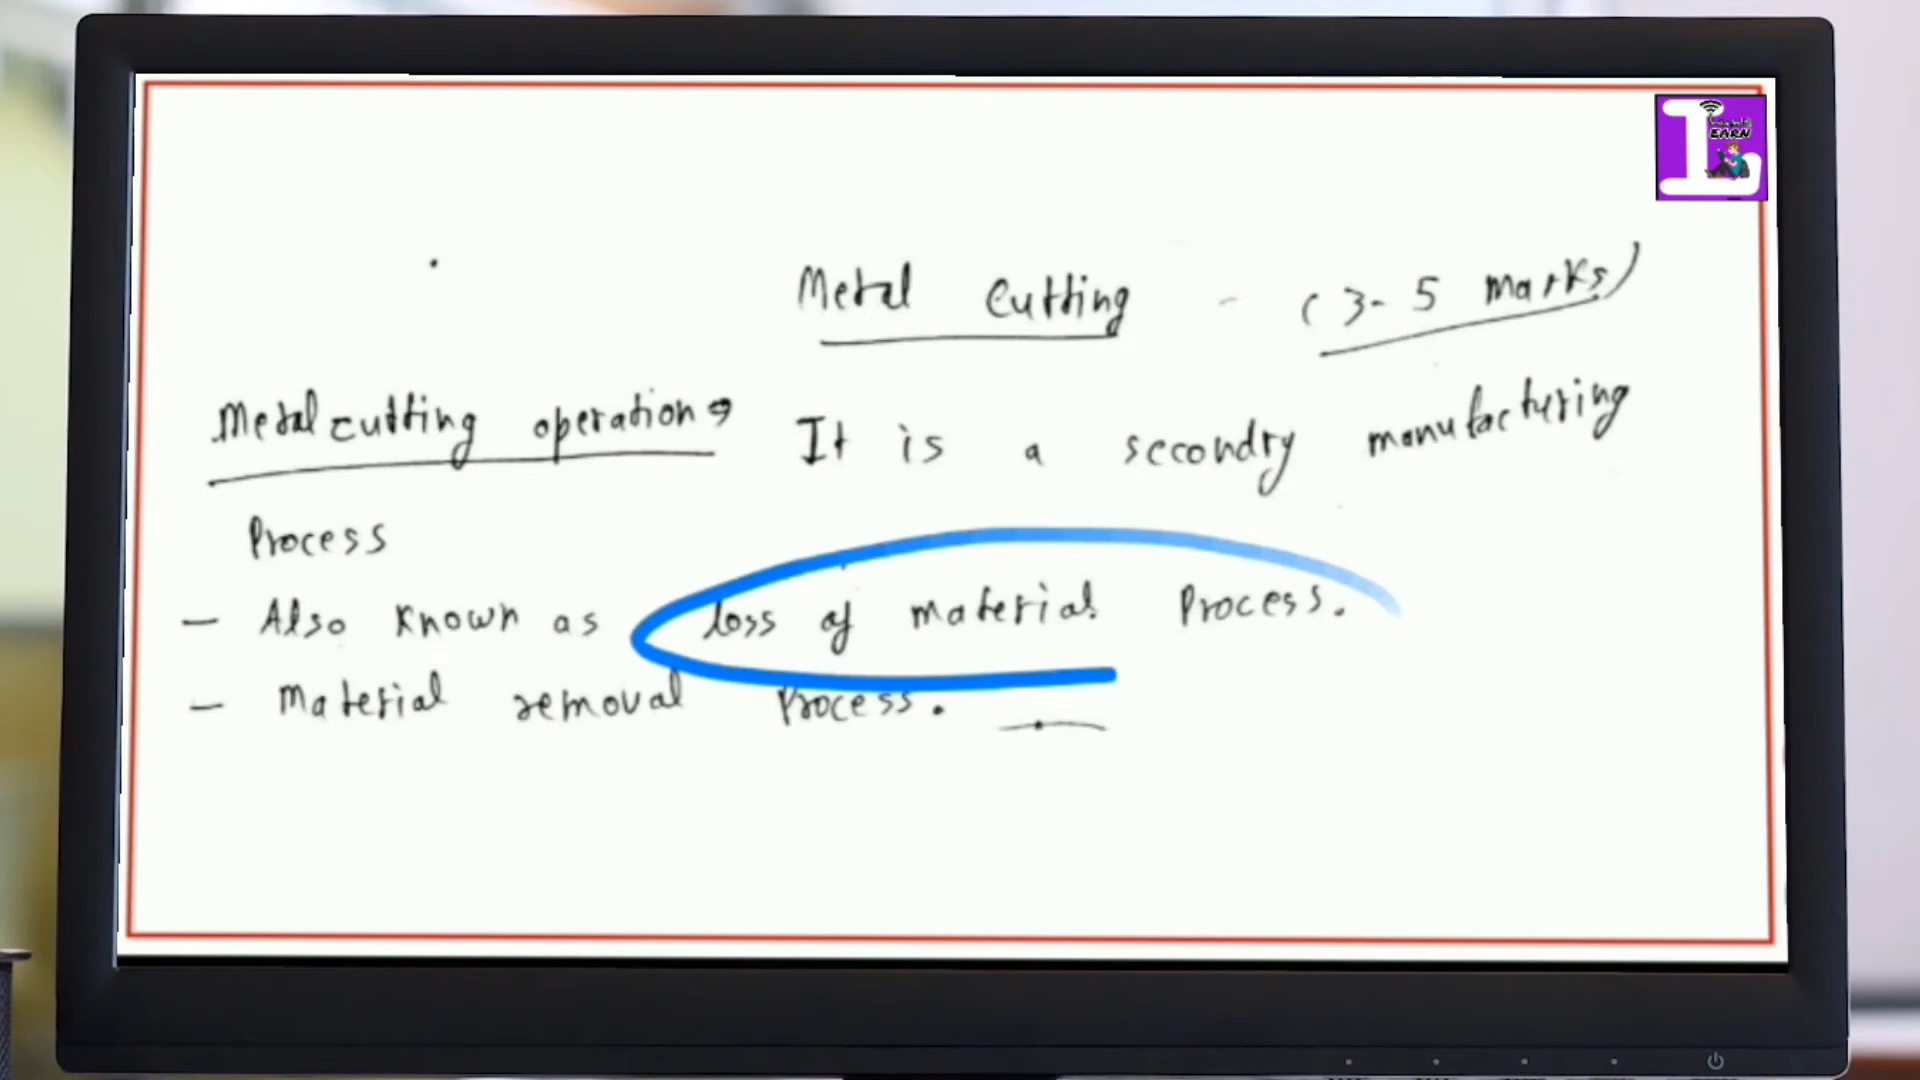 EARN
Metal Cutting - (3-5 marks)
Metal cutting operation ⇒ It is a secondry manufacturing
Process
- Also Known as loss of material Process.
- Material removal Process.